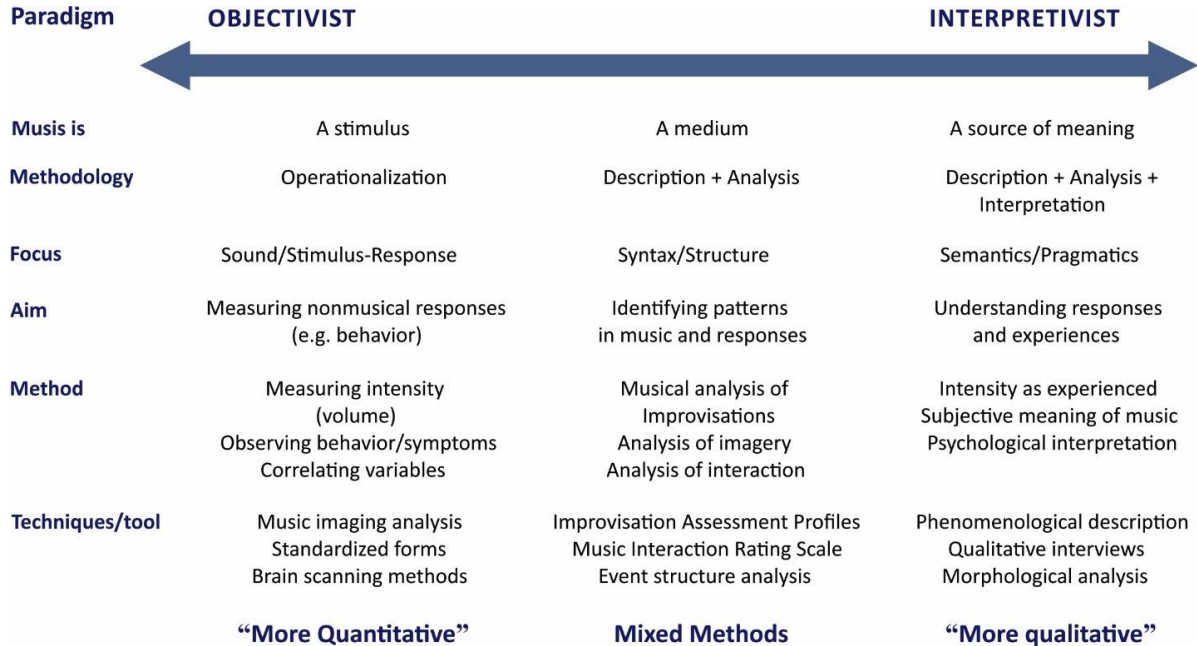 Paradigm OBJECTIVIST INTERPRETIVIST
Musis is A stimulus A medium A source of meaning
Methodology Operationalization Description + Analysis Description + Analysis +
Interpretation
Focus Sound/Stimulus-Response Syntax/Structure Semantics/Pragmatics
Aim Measuring nonmusical responses Identifying patterns Understanding responses
(e.g. behavior) in music and responses and experiences
Method Measuring intensity Musical analysis of Intensity as experienced
(volume) Improvisations Subjective meaning of music
Observing behavior/symptoms Analysis of imagery Psychological interpretation
Correlating variables Analysis of interaction
Techniques/tool Music imaging analysis Improvisation Assessment Profiles Phenomenological description
Standardized forms Music Interaction Rating Scale Qualitative interviews
Brain scanning methods Event structure analysis Morphological analysis
“More Quantitative” Mixed Methods “More qualitative”